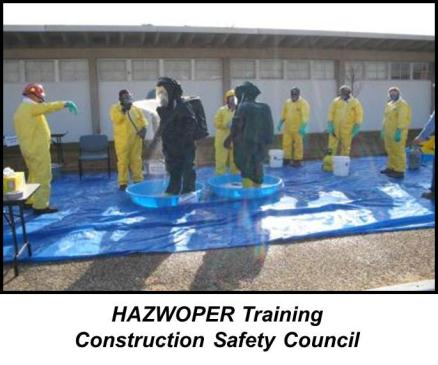 HAZWOPER Training
Construction Safety Council